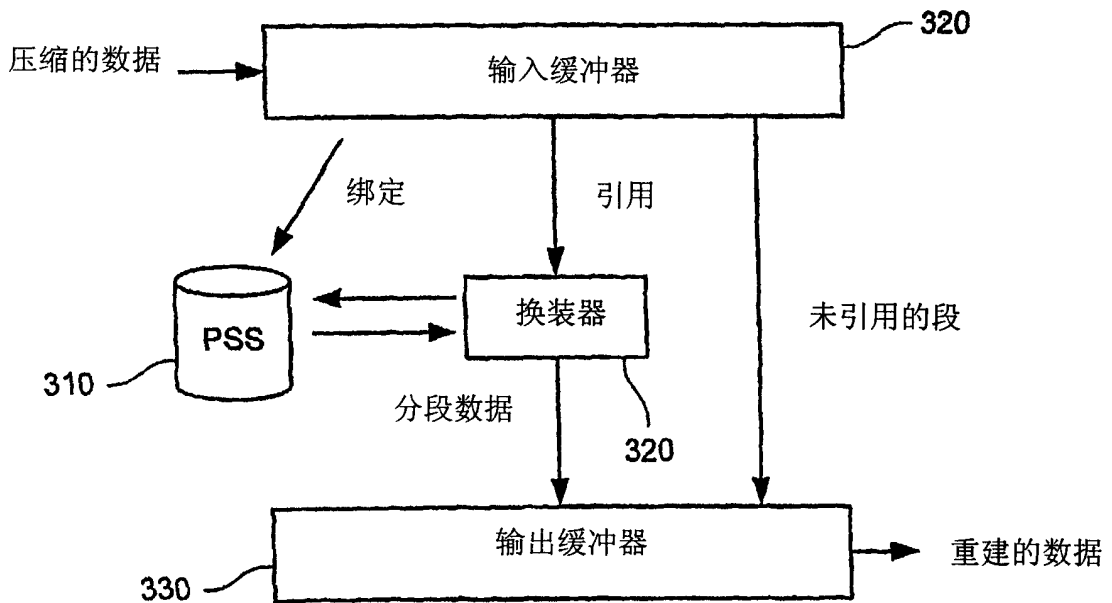 320
压缩的数据
输入缓冲器
绑定
引用
换装器
未引用的段
PSS
310
分段数据
320
输出缓冲器
重建的数据
330